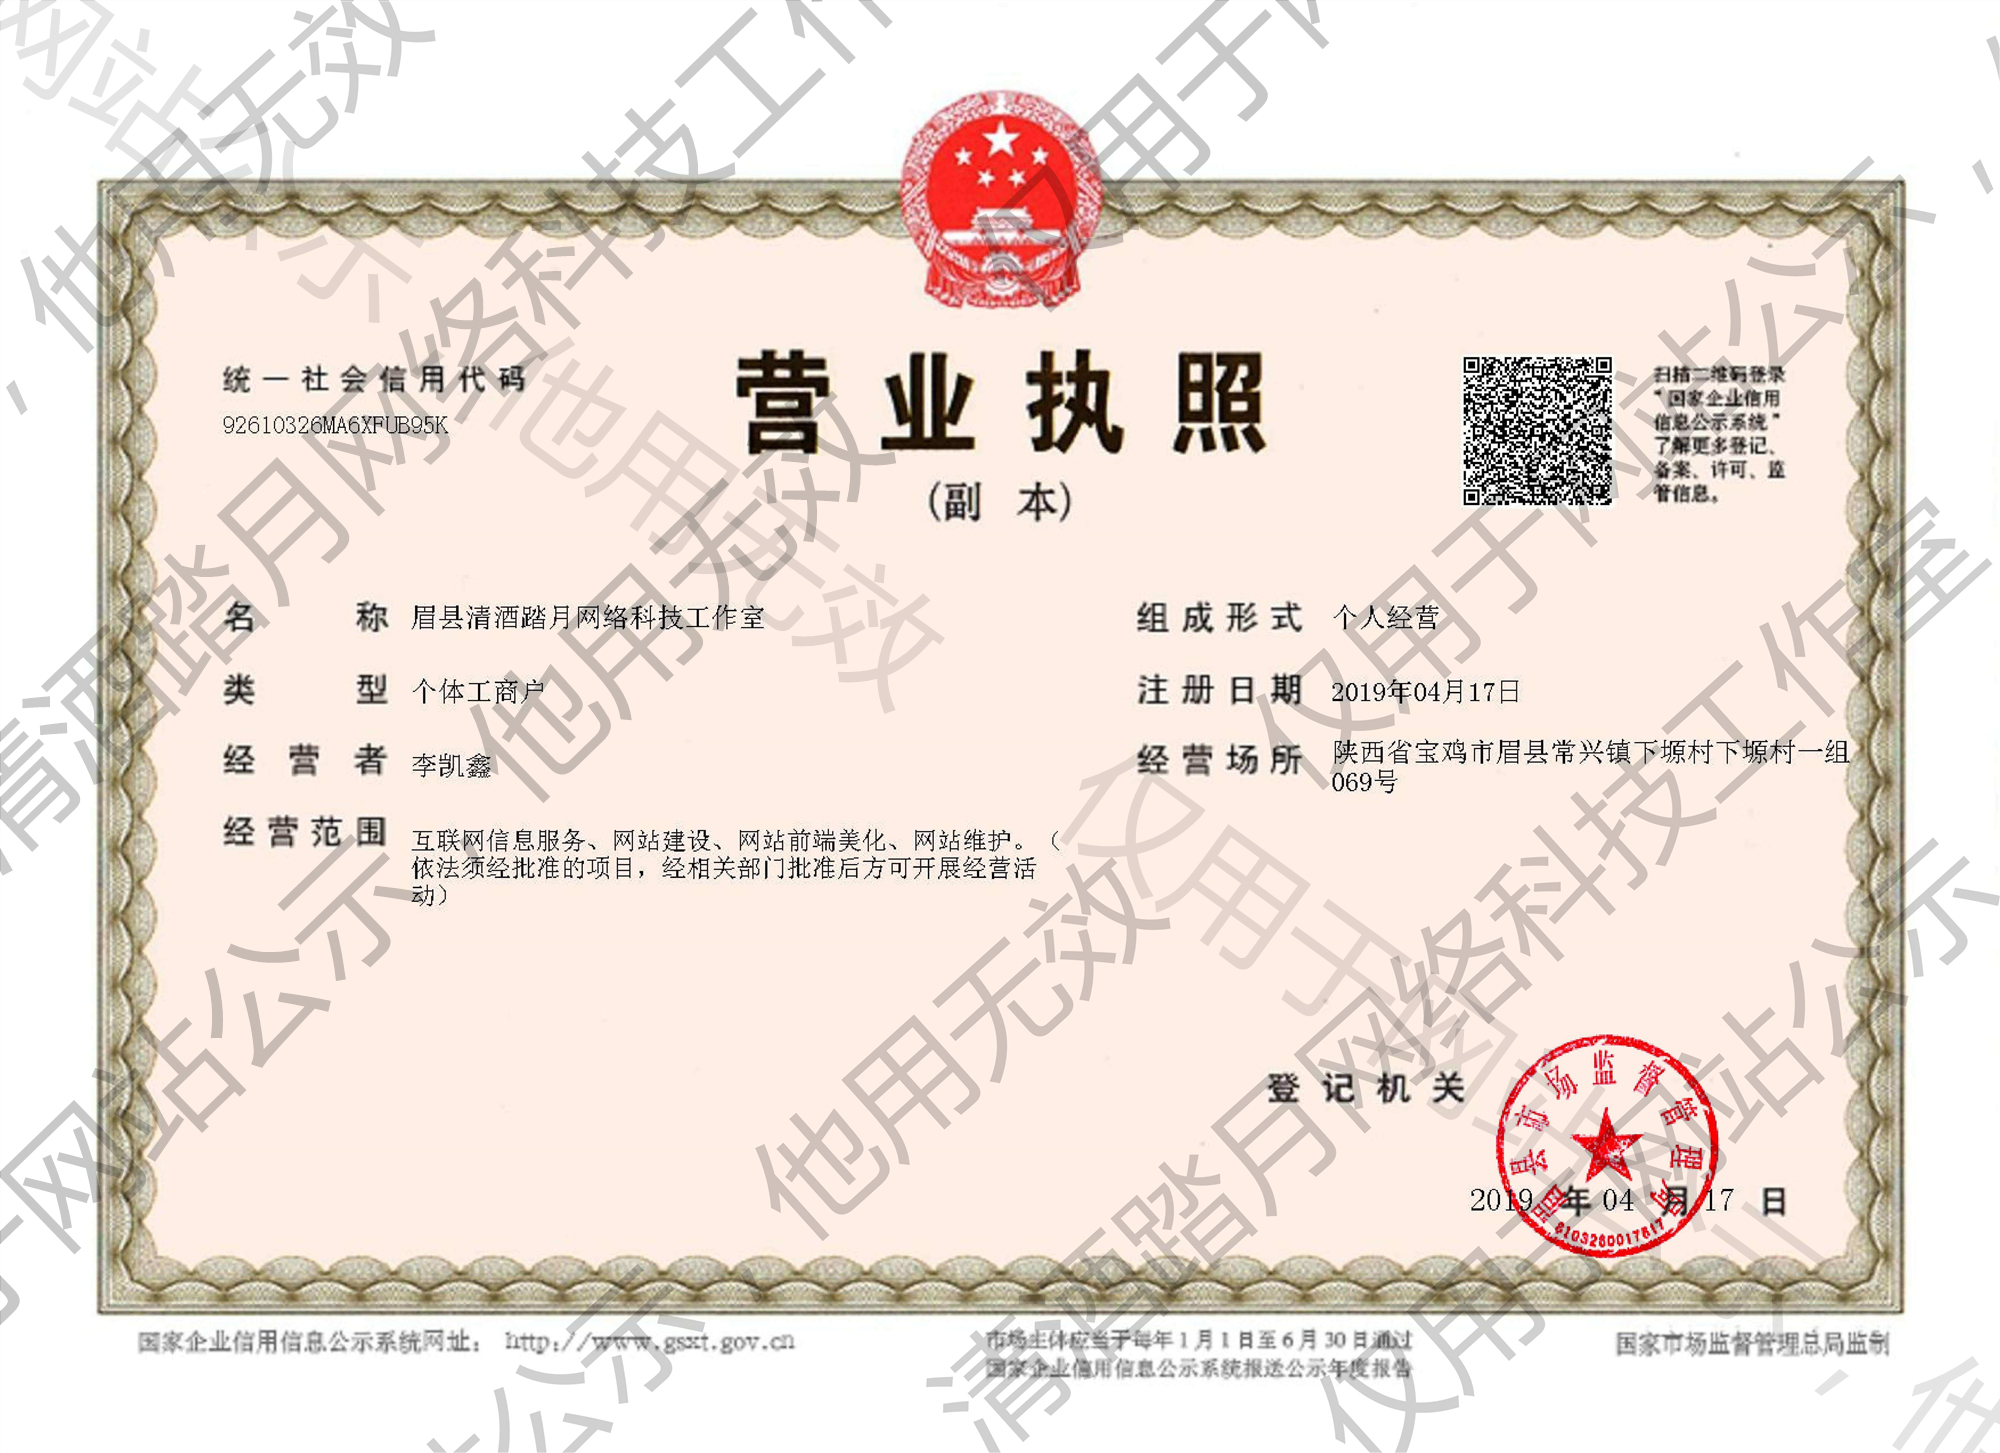 营业执照
（副 本）
统一社会信用代码
92610326MA6XFUB95K
扫描二维码登录
“国家企业信用
信息公示系统”
了解更多登记、
备案、许可、监
管信息。
名 称 眉县清酒踏月网络科技工作室
类 型 个体工商户
经 营 者 李凯鑫
经营范围 互联网信息服务、网站建设、网站前端美化、网站维护。（
依法须经批准的项目，经相关部门批准后方可开展经营活
动）
组成形式 个人经营
注册日期 2019年04月17日
经营场所 陕西省宝鸡市眉县常兴镇下塬村下塬村一组
069号
登记机关
眉县市场监督管理局
6103260017617
2019 年 04 月 17 日
国家企业信用信息公示系统网址： http://www.gsxt.gov.cn
市场主体应当于每年1月1日至6月30日通过
国家企业信用信息公示系统报送公示年度报告
国家市场监督管理总局监制
清酒踏月网络科技工作室
仅用于网站公示，他用无效